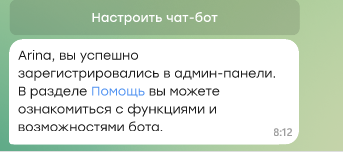 Настроить чат-бот
Arina, вы успешно
зарегистрировались в админ-панели.
В разделе Помощь вы можете
ознакомиться с функциями и
возможностями бота.
8:12